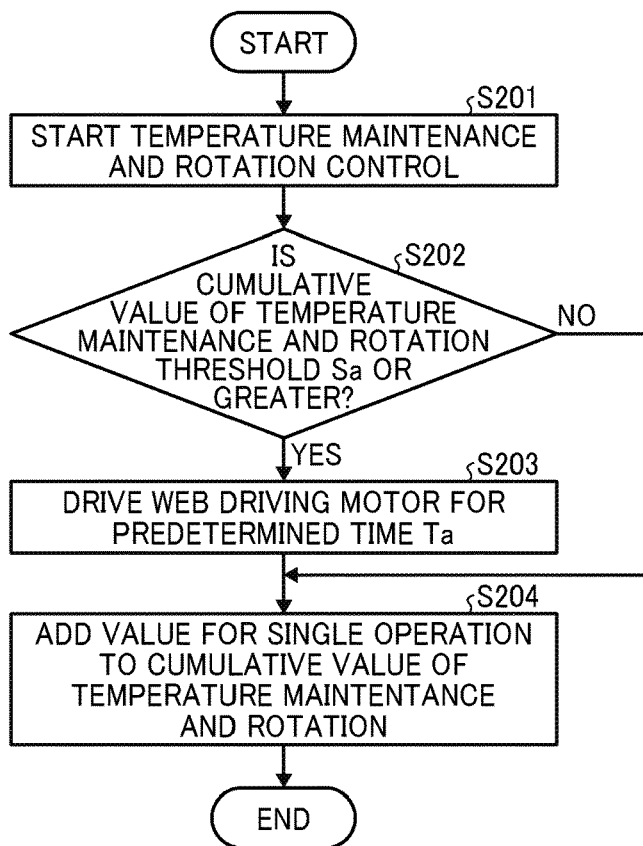 START
S201
START TEMPERATURE MAINTENANCE
AND ROTATION CONTROL
S202
IS
CUMULATIVE
VALUE OF TEMPERATURE
MAINTENANCE AND ROTATION
THRESHOLD Sa OR
GREATER?
NO
YES
S203
DRIVE WEB DRIVING MOTOR FOR
PREDETERMINED TIME Ta
S204
ADD VALUE FOR SINGLE OPERATION
TO CUMULATIVE VALUE OF
TEMPERATURE MAINTENTANCE
AND ROTATION
END